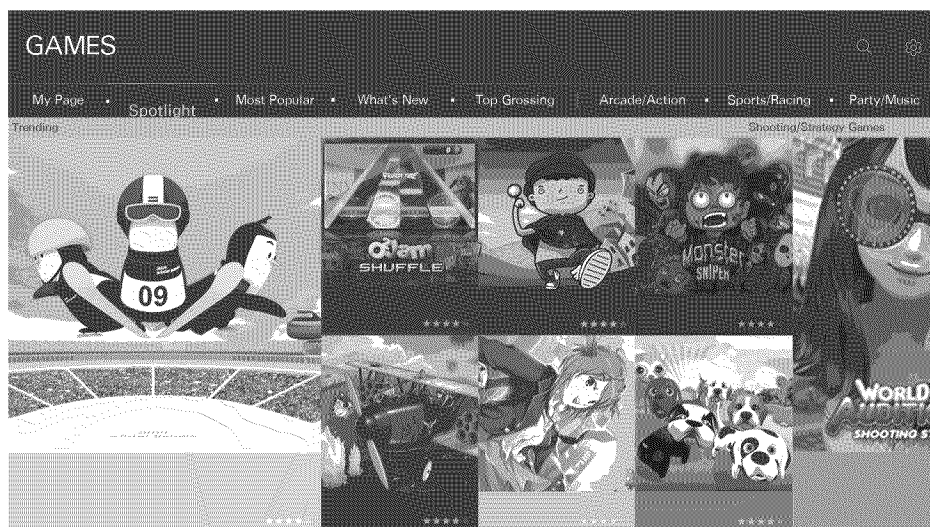 GAMES
My Page
Spotlight
Most Popular
What's New
Top Grossing
Arcade/Action
Sports/Racing
Party/Music
Trending
Shooting/Strategy Games
SHUFFLE
Monster
SNIPER
09
WORLD
SHOOTING S